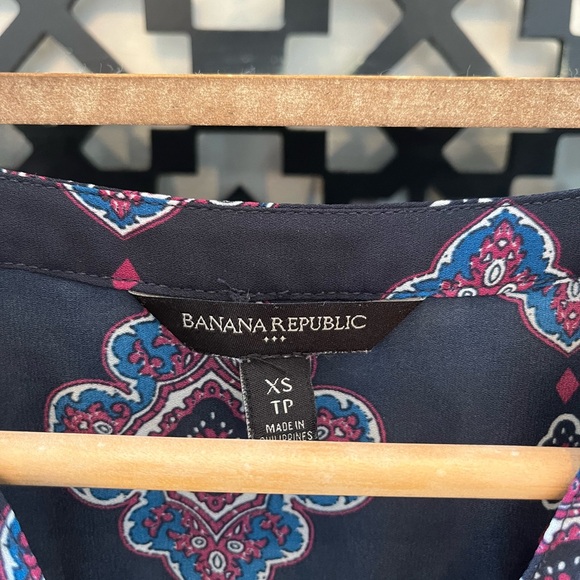 BANANA REPUBLIC
XS
TP
MADE IN
PHILIPPINES